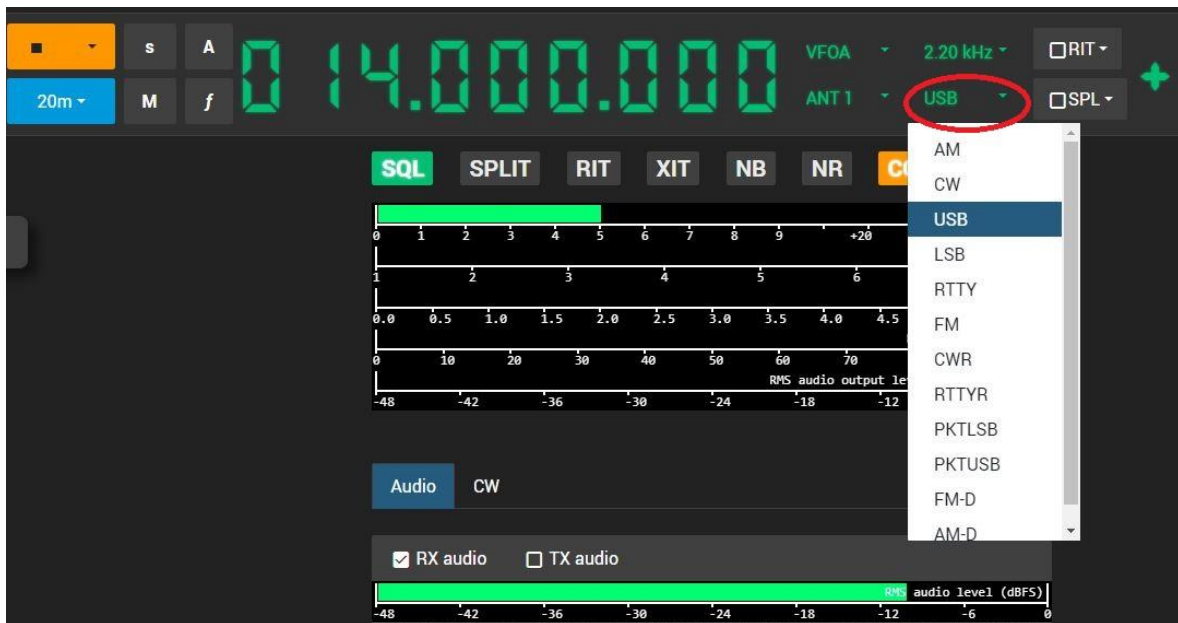 S A 014.000.000 VFOA 2.20 kHz RIT
20m M f ANT 1 USB SPL
SQL SPLIT RIT XIT NB NR
AM
CW
USB
LSB
RTTY
FM
CWR
RTTYR
PKTLSB
PKTUSB
FM-D
AM-D
0 1 2 3 4 5 6 7 8 9 +20
1 2 3 4 5 6
0.0 0.5 1.0 1.5 2.0 2.5 3.0 3.5 4.0 4.5
0 10 20 30 40 50 60 70
RMS audio output le
-48 -42 -36 -30 -24 -18 -12
Audio CW
RX audio TX audio
RMS audio level (dBFS)
-48 -42 -36 -30 -24 -18 -12 -6 0